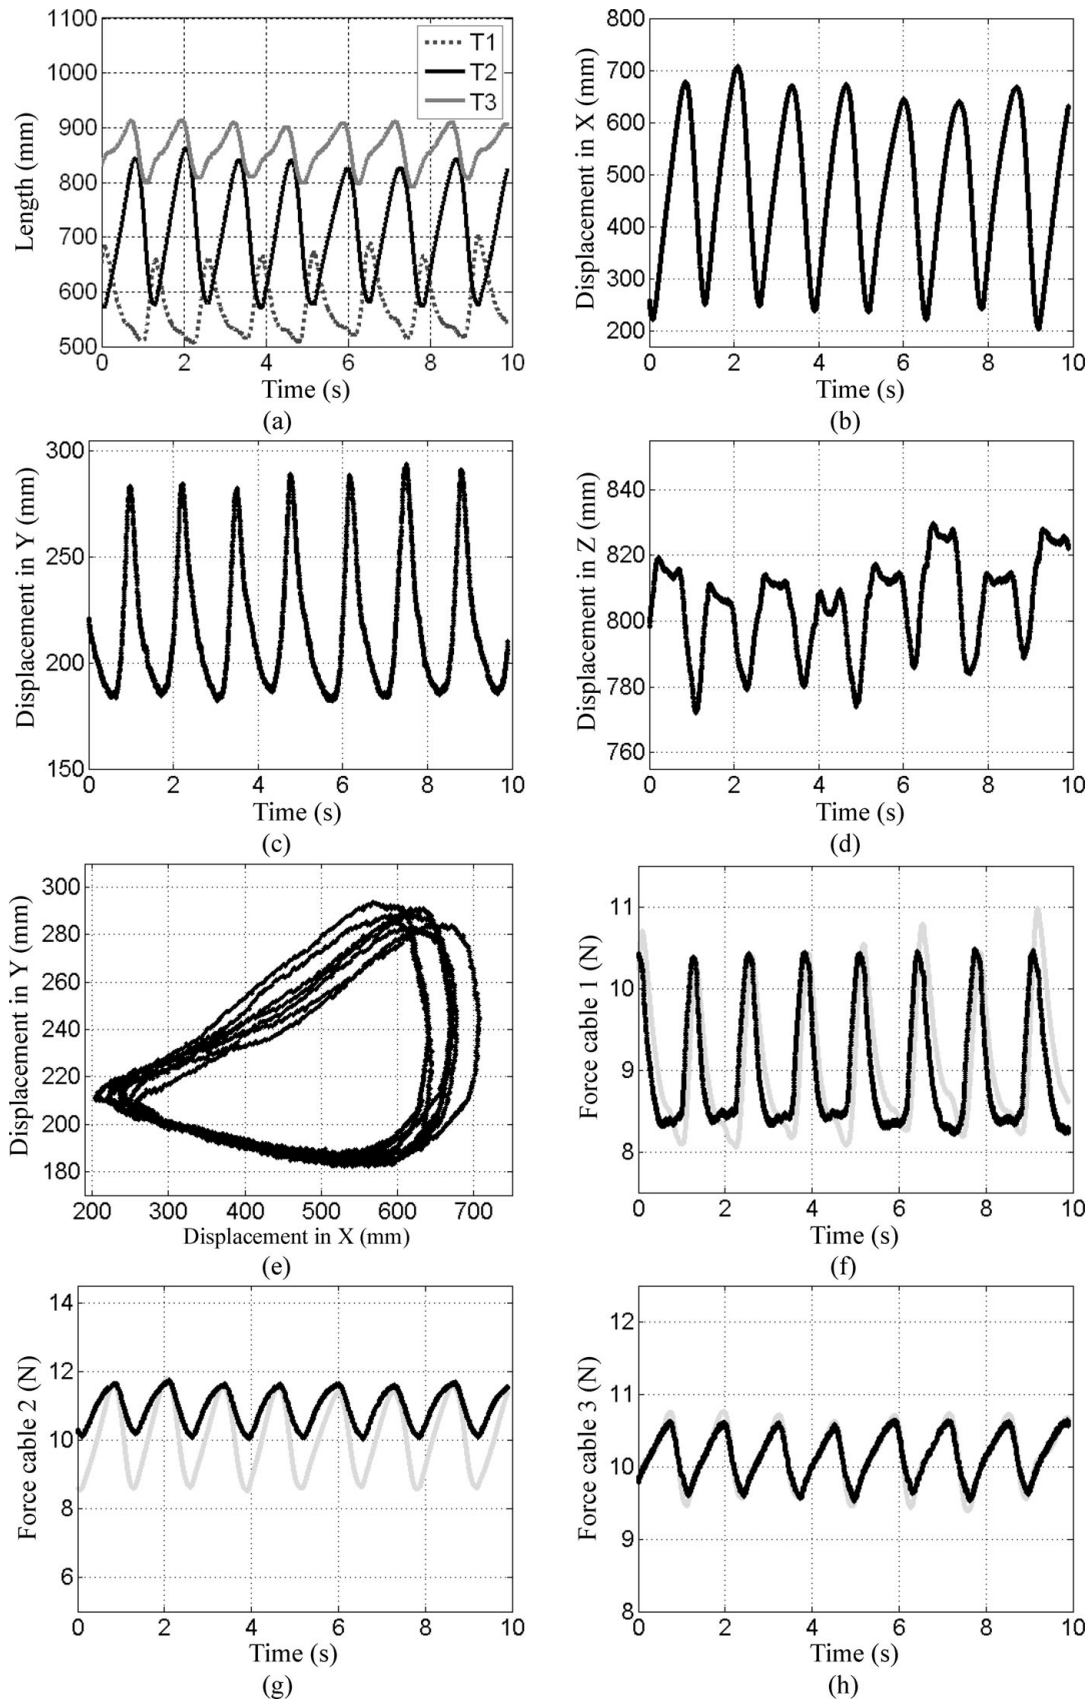 1100
1000
900
800
700
600
500
Length (mm)
T1
T2
T3
0 2 4 6 8 10
Time (s)
(a)
800
700
600
500
400
300
200
Displacement in X (mm)
0 2 4 6 8 10
Time (s)
(b)
300
250
200
150
Displacement in Y (mm)
0 2 4 6 8 10
Time (s)
(c)
840
820
800
780
760
Displacement in Z (mm)
0 2 4 6 8 10
Time (s)
(d)
300
280
260
240
220
200
180
Displacement in Y (mm)
200 300 400 500 600 700
Displacement in X (mm)
(e)
11
10
9
8
Force cable 1 (N)
0 2 4 6 8 10
Time (s)
(f)
14
12
10
8
6
Force cable 2 (N)
0 2 4 6 8 10
Time (s)
(g)
12
11
10
9
8
Force cable 3 (N)
0 2 4 6 8 10
Time (s)
(h)